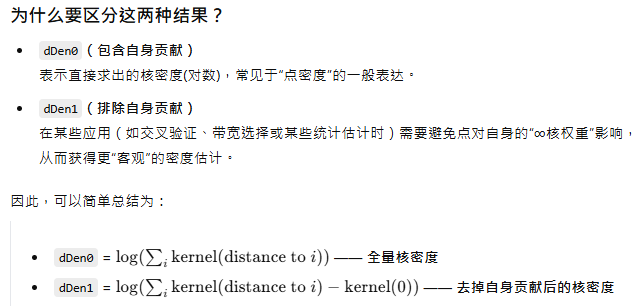 为什么要区分这两种结果？
• dDen0（包含自身贡献）
表示直接求出的核密度(对数)，常见于“点密度”的一般表达。
• dDen1（排除自身贡献）
在某些应用（如交叉验证、带宽选择或某些统计估计时）需要避免点对自身的“∞核权重”影响，
从而获得更“客观”的密度估计。
因此，可以简单总结为：
• dDen0 = log(∑ᵢ kernel(distance to i)) —— 全量核密度
• dDen1 = log(∑ᵢ kernel(distance to i) − kernel(0)) —— 去掉自身贡献后的核密度